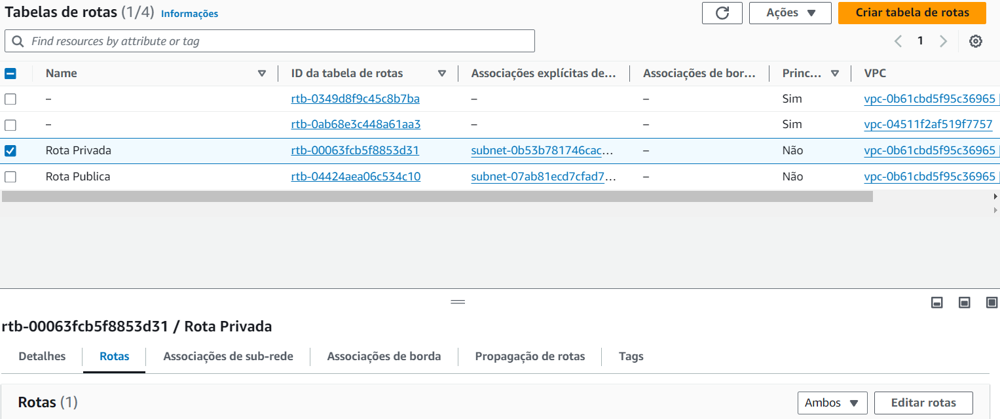 Tabelas de rotas (1/4) Informações Ações Criar tabela de rotas
Find resources by attribute or tag 1
Name ID da tabela de rotas Associações explícitas de... Associações de bor... Princ... VPC
– rtb-0349d8f9c45c8b7ba – – Sim vpc-0b61cbd5f95c36965
– rtb-0ab68e3c448a61aa3 – – Sim vpc-04511f2af519f7757
Rota Privada rtb-00063fcb5f8853d31 subnet-0b53b781746cac... – Não vpc-0b61cbd5f95c36965
Rota Publica rtb-04424aea06c534c10 subnet-07ab81ecd7cfad7... – Não vpc-0b61cbd5f95c36965
rtb-00063fcb5f8853d31 / Rota Privada
Detalhes Rotas Associações de sub-rede Associações de borda Propagação de rotas Tags
Rotas (1) Ambos Editar rotas